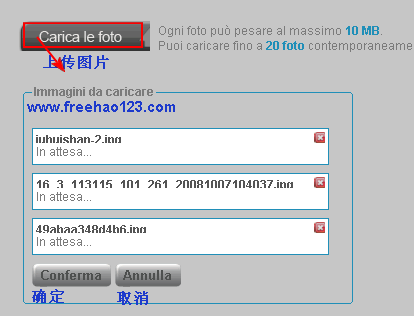 Carica le foto
Ogni foto può pesare al massimo 10 MB.
Puoi caricare fino a 20 foto contemporaneame
上传图片
Immagini da caricare
www.freehao123.com
iuhuishan-2.jpg
In attesa...
16_3_113115_101_261_20081007104037.jpg
In attesa...
49abaa348d4b6.jpg
In attesa...
Conferma
Annulla
确定
取消